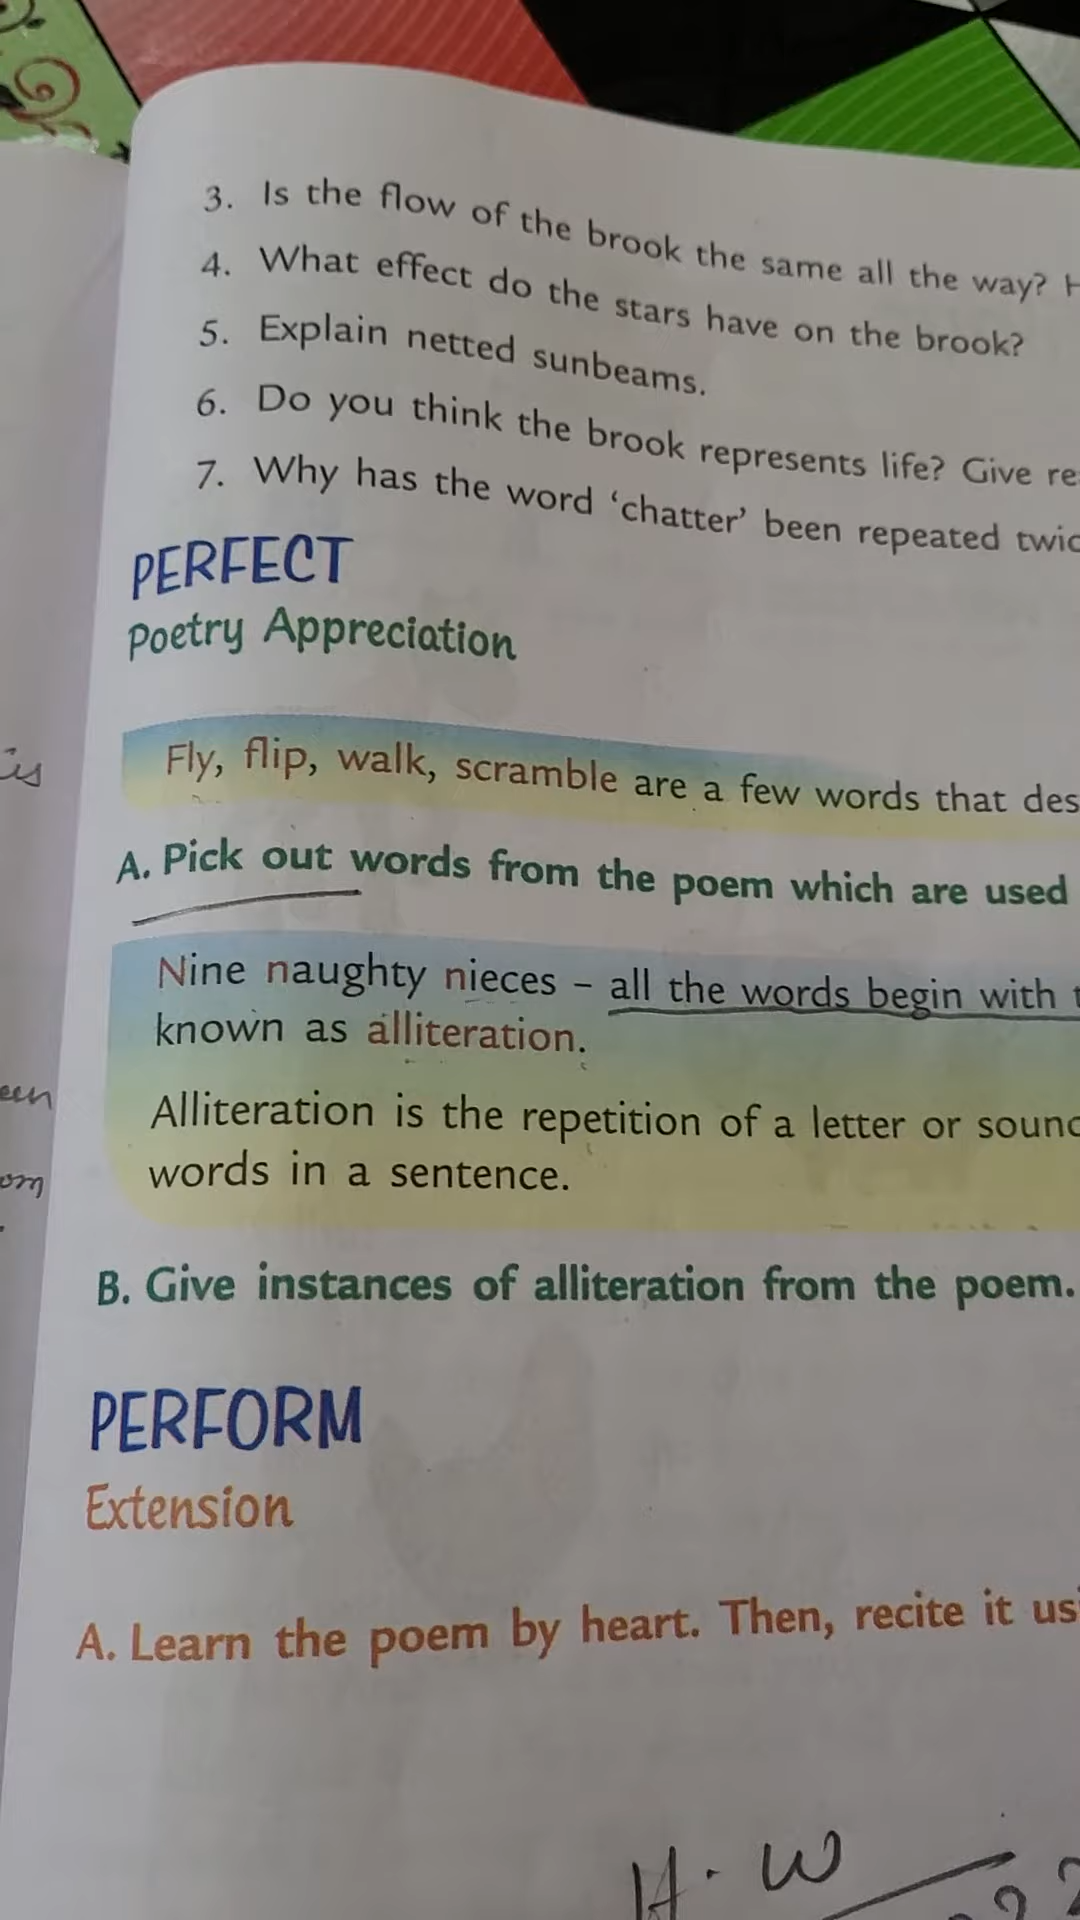 3. Is the flow of the brook the same all the way?
4. What effect do the stars have on the brook?
5. Explain netted sunbeams.
6. Do you think the brook represents life? Give
7. Why has the word ‘chatter’ been repeated
PERFECT
Poetry Appreciation
Fly, flip, walk, scramble are a few words that
A. Pick out words from the poem which are used
Nine naughty nieces – all the words begin with
known as alliteration.
Alliteration is the repetition of a letter or
words in a sentence.
B. Give instances of alliteration from the poem.
PERFORM
Extension
A. Learn the poem by heart. Then, recite it
H.W